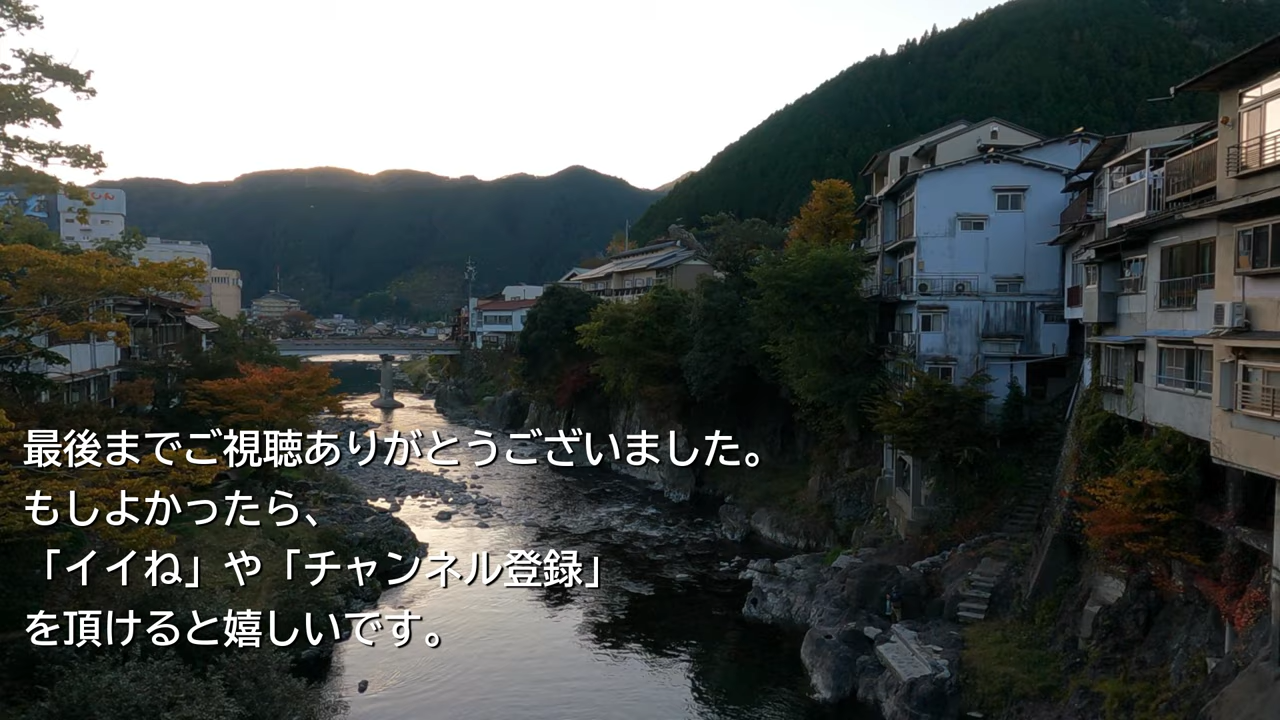 最後までご視聴ありがとうございました。
もしよかったら、
「イイね」や「チャンネル登録」
を頂けると嬉しいです。